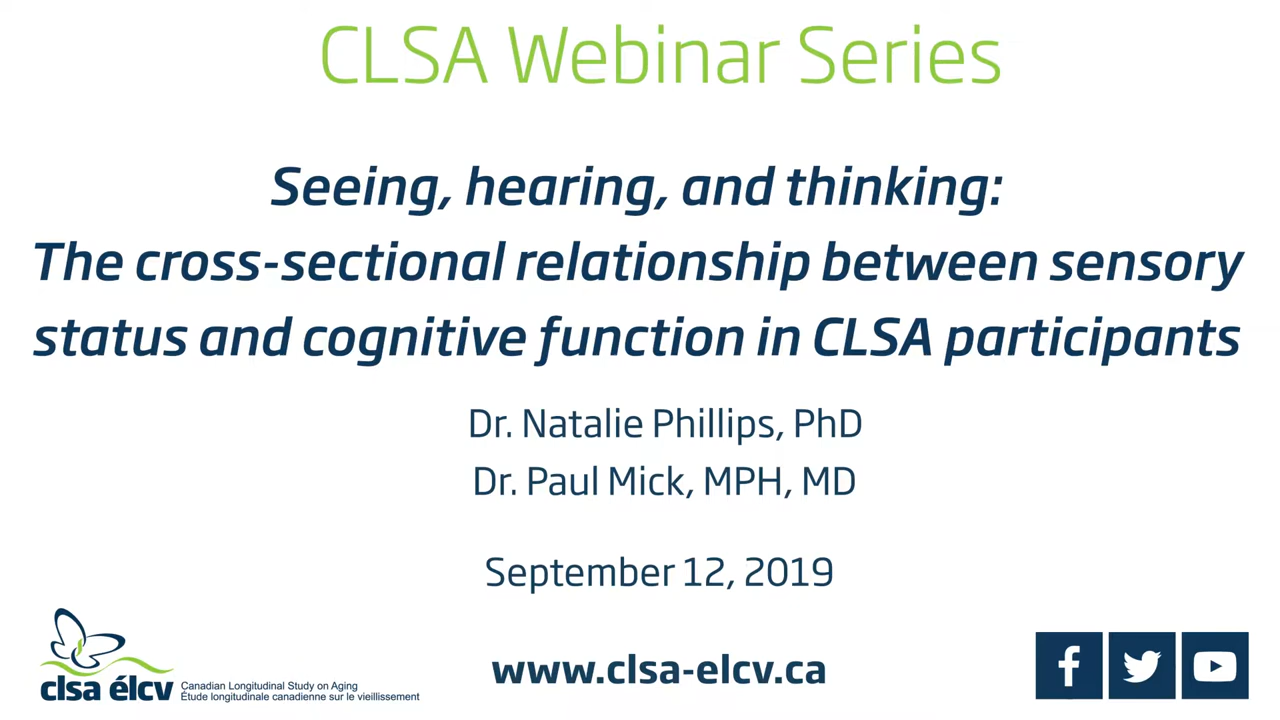 CLSA Webinar Series
Seeing, hearing, and thinking:
The cross-sectional relationship between sensory
status and cognitive function in CLSA participants
Dr. Natalie Phillips, PhD
Dr. Paul Mick, MPH, MD
September 12, 2019
clsa élcv
Canadian Longitudinal Study on Aging
Étude longitudinale canadienne sur le vieillissement
www.clsa-elcv.ca